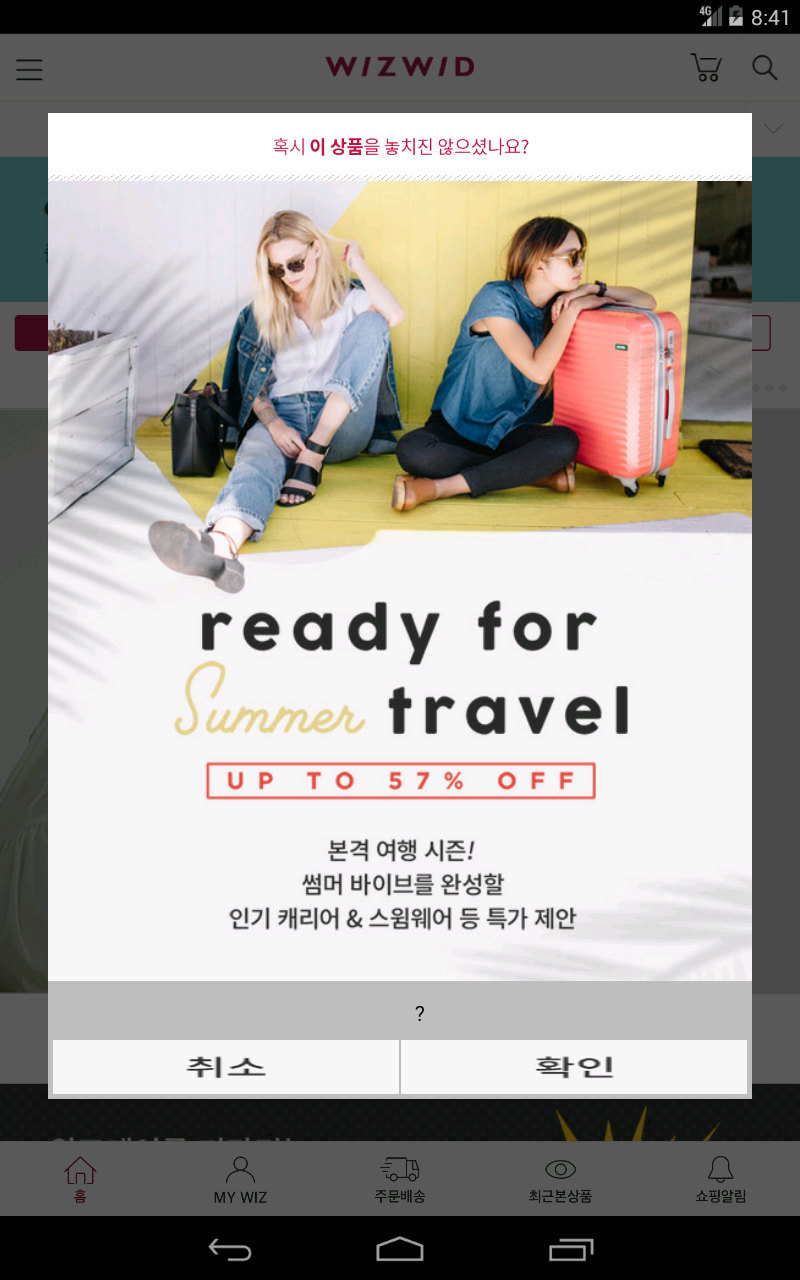 4G 8:41
WIZWID
혹시 이 상품을 놓치진 않으셨나요?
ready for
Summer travel
UP TO 57% OFF
본격 여행 시즌!
썸머 바이브를 완성할
인기 캐리어 & 스윔웨어 등 특가 제안
?
취소 확인
홈 MY WIZ 주문배송 최근본상품 쇼핑알림